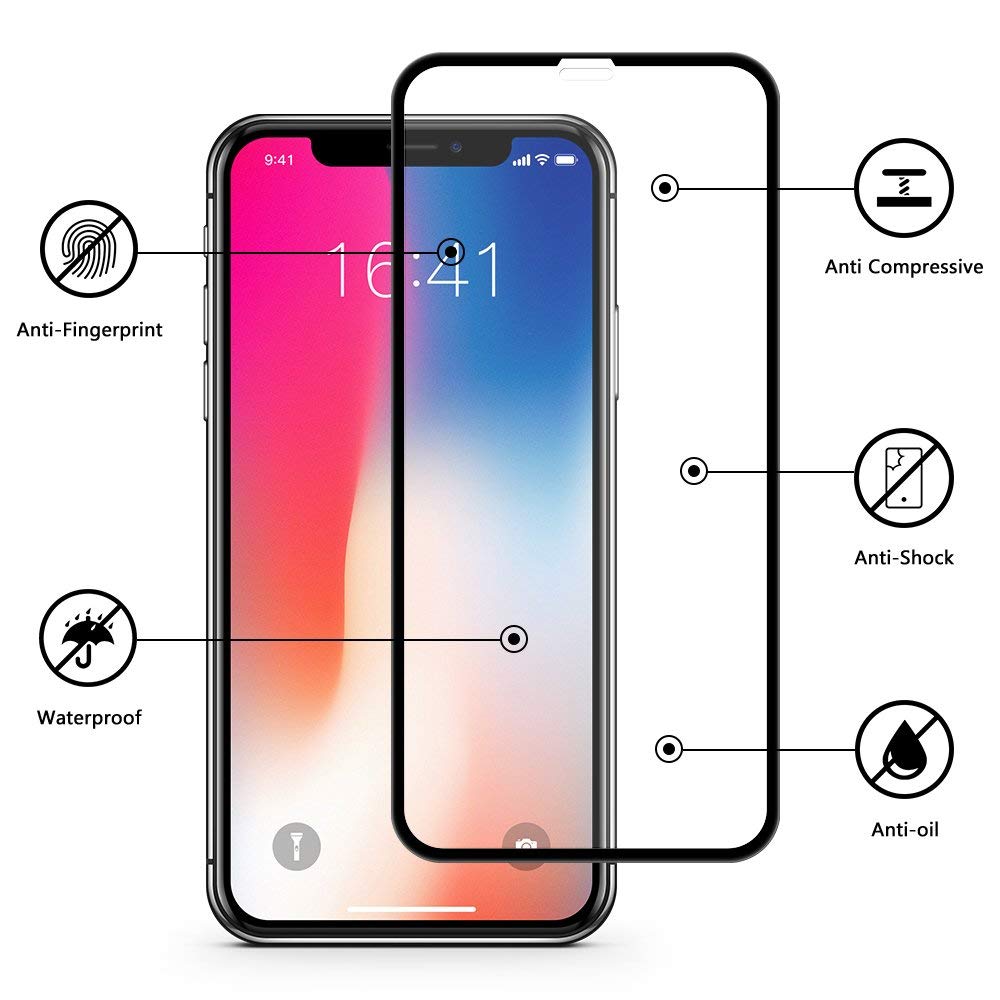 9:41
16:41
Anti-Fingerprint
Waterproof
Anti Compressive
Anti-Shock
Anti-oil